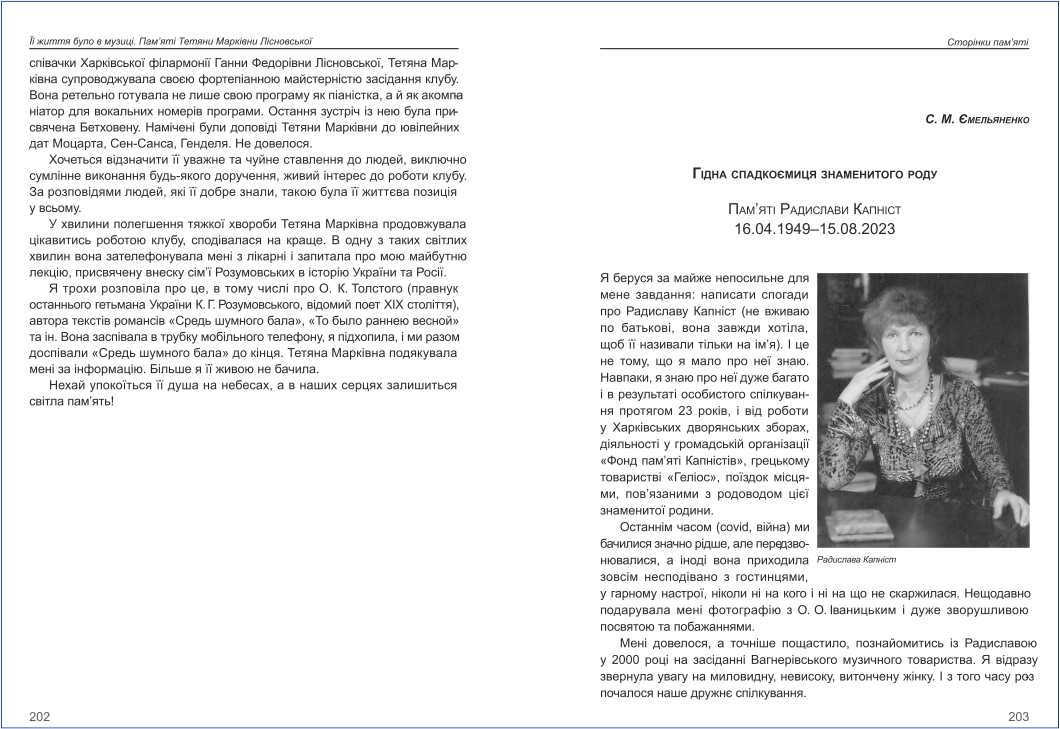 Її життя було в музиці. Пам’яті Тетяни Марківни Лісновської
співачки Харківської філармонії Ганни Федорівни Лісновської, Тетяна Мар-
ківна супроводжувала своєю фортепіанною майстерністю засідання клубу.
Вона ретельно готувала не лише свою програму як піаністка, а й як акомпа
ніатор для вокальних номерів програми. Остання зустріч із нею була при-
свячена Бетховену. Намічені були доповіді Тетяни Марківни до ювілейних
дат Моцарта, Сен-Санса, Генделя. Не довелося.
Хочеться відзначити її уважне та чуйне ставлення до людей, виключно
сумлінне виконання будь-якого доручення, живий інтерес до роботи клубу.
За розповідями людей, які її добре знали, такою була її життєва позиція
у всьому.
У хвилини полегшення тяжкої хвороби Тетяна Марківна продовжувала
цікавитись роботою клубу, сподівалася на краще. В одну з таких світлих
хвилин вона зателефонувала мені з лікарні і запитала про мою майбутню
лекцію, присвячену внеску сім’ї Розумовських в історію України та Росії.
Я трохи розповіла про це, в тому числі про О. К. Толстого (правнук
останнього гетьмана України К. Г. Розумовського, відомий поет XIX століття),
автора текстів романсів «Средь шумного бала», «То было раннею весной»
та ін. Вона заспівала в трубку мобільного телефону, я підхопила, і ми разом
доспівали «Средь шумного бала» до кінця. Тетяна Марківна подякувала
мені за інформацію. Більше я її живою не бачила.
Нехай упокоїться її душа на небесах, а в наших серцях залишиться
світла пам’ять!
202
Сторінки пам’яті
С. М. Ємельяненко
Гідна спадкоємиця знаменитого роду
Пам’яті Радислави Капніст
16.04.1949–15.08.2023
Я беруся за майже непосильне для
мене завдання: написати спогади
про Радиславу Капніст (не вживаю
по батькові, вона завжди хотіла,
щоб її називали тільки на ім’я). І це
не тому, що я мало про неї знаю.
Навпаки, я знаю про неї дуже багато
і в результаті особистого спілкуван-
ня протягом 23 років, і від роботи
у Харківських дворянських зборах,
діяльності у громадській організації
«Фонд пам’яті Капністів», грецькому
товаристві «Геліос», поїздок місця-
ми, пов’язаними з родоводом цієї
знаменитої родини.
Останнім часом (covid, війна) ми
бачилися значно рідше, але передзво-
нювалися, а іноді вона приходила
зовсім несподівано з гостинцями,
Радислава Капніст
у гарному настрої, ніколи ні на кого і ні на що не скаржилася. Нещодавно
подарувала мені фотографію з О. О. Іваницьким і дуже зворушливою
посвятою та побажаннями.
Мені довелося, а точніше пощастило, познайомитись із Радиславою
у 2000 році на засіданні Вагнерівського музичного товариства. Я відразу
звернула увагу на миловидну, невисоку, витончену жінку. І з того часу роз
почалося наше дружнє спілкування.
203